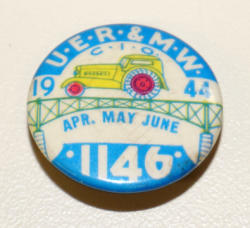 U·E·R·&·M·W·
C·I·O
19 44
APR. MAY JUNE
·1146·